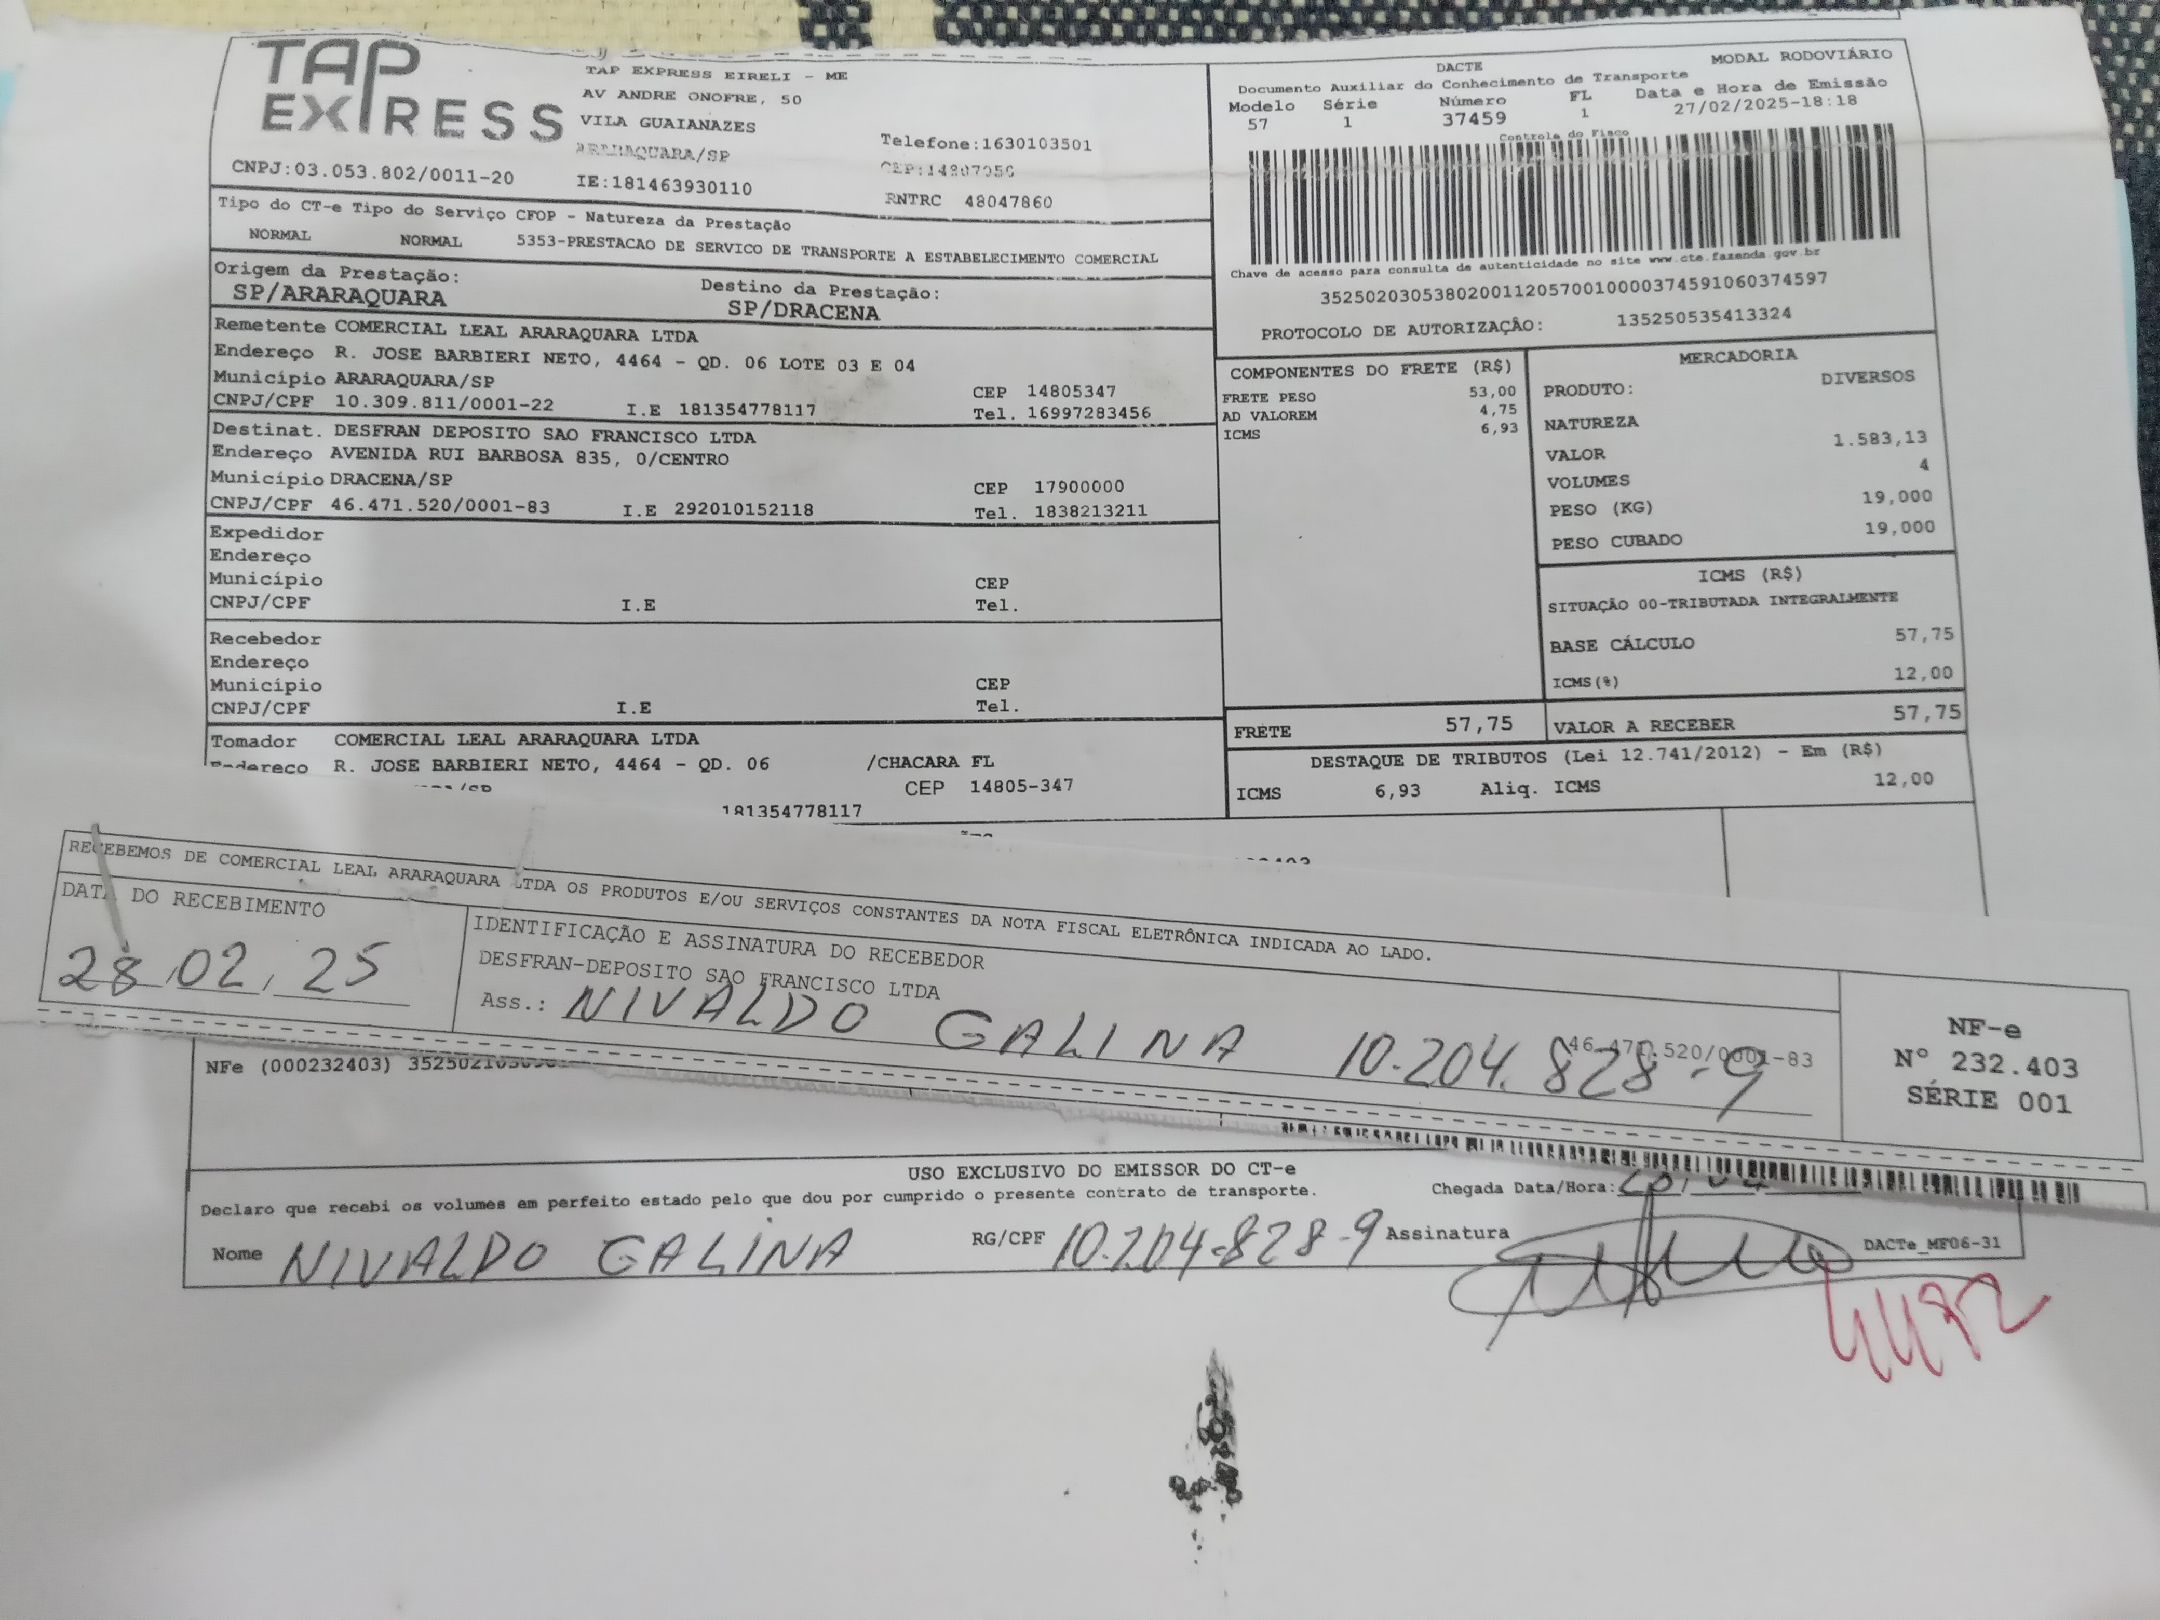 TAP
EXPRESS
TAP EXPRESS EIRELI - ME
AV ANDRE ONOFRE, 50
VILA GUAIANAZES
ARARAQUARA/SP
Telefone:1630103501
CNPJ:03.053.802/0011-20
IE:181463930110
RNTRC 48047860
Tipo do CT-e Tipo do Serviço CFOP - Natureza da Prestação
NORMAL NORMAL 5353-PRESTACAO DE SERVICO DE TRANSPORTE A ESTABELECIMENTO COMERCIAL
Origem da Prestação: Destino da Prestação:
SP/ARARAQUARA SP/DRACENA
Remetente COMERCIAL LEAL ARARAQUARA LTDA
Endereço R. JOSE BARBIERI NETO, 4464 - QD. 06 LOTE 03 E 04
Município ARARAQUARA/SP CEP 14805347
CNPJ/CPF 10.309.811/0001-22 I.E 181354778117 Tel. 16997283456
Destinat. DESFRAN DEPOSITO SAO FRANCISCO LTDA
Endereço AVENIDA RUI BARBOSA 835, 0/CENTRO
Município DRACENA/SP CEP 17900000
CNPJ/CPF 46.471.520/0001-83 I.E 292010152118 Tel. 1838213211
Expedidor
Endereço
Município CEP
CNPJ/CPF I.E Tel.
Recebedor
Endereço
Município CEP
CNPJ/CPF I.E Tel.
Tomador COMERCIAL LEAL ARARAQUARA LTDA
Endereco R. JOSE BARBIERI NETO, 4464 - QD. 06 /CHACARA FL
CEP 14805-347
181354778117
DACTE MODAL RODOVIÁRIO
Documento Auxiliar do Conhecimento de Transporte
Modelo Série Número FL Data e Hora de Emissão
57 1 37459 1 27/02/2025-18:18
Controle do Fisco
Chave de acesso para consulta de autenticidade no site www.cte.fazenda.gov.br
35250203053802001120570010000374591060374597
PROTOCOLO DE AUTORIZAÇÃO: 135250535413324
COMPONENTES DO FRETE (R$)
FRETE PESO 53,00
AD VALOREM 4,75
ICMS 6,93
MERCADORIA
PRODUTO: DIVERSOS
NATUREZA
VALOR 1.583,13
VOLUMES 4
PESO (KG) 19,000
PESO CUBADO 19,000
ICMS (R$)
SITUAÇÃO 00-TRIBUTADA INTEGRALMENTE
BASE CÁLCULO 57,75
ICMS(%) 12,00
FRETE 57,75 VALOR A RECEBER 57,75
DESTAQUE DE TRIBUTOS (Lei 12.741/2012) - Em (R$)
ICMS 6,93 Aliq. ICMS 12,00
RECEBEMOS DE COMERCIAL LEAL ARARAQUARA LTDA OS PRODUTOS E/OU SERVIÇOS CONSTANTES DA NOTA FISCAL ELETRÔNICA INDICADA AO LADO.
DATA DO RECEBIMENTO
28,02,25
IDENTIFICAÇÃO E ASSINATURA DO RECEBEDOR
DESFRAN-DEPOSITO SAO FRANCISCO LTDA
46.471.520/0001-83
Ass.: NIVALDO GALINA 10.204.828-9
NF-e
Nº 232.403
SÉRIE 001
NFe (000232403)
USO EXCLUSIVO DO EMISSOR DO CT-e
Declaro que recebi os volumes em perfeito estado pelo que dou por cumprido o presente contrato de transporte. Chegada Data/Hora:
Nome NIVALDO GALINA RG/CPF 10.204-828-9 Assinatura
DACTe_MF06-31